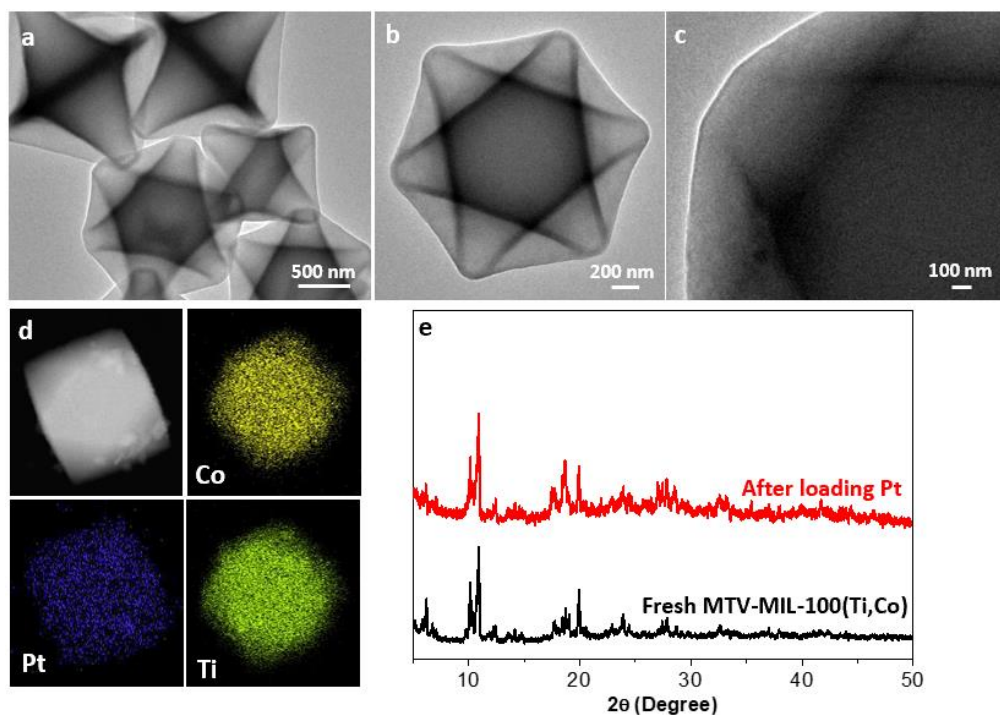 a
500 nm
b
200 nm
c
100 nm
d
Co
Pt
Ti
e
After loading Pt
Fresh MTV-MIL-100(Ti,Co)
10 20 30 40 50
2θ (Degree)